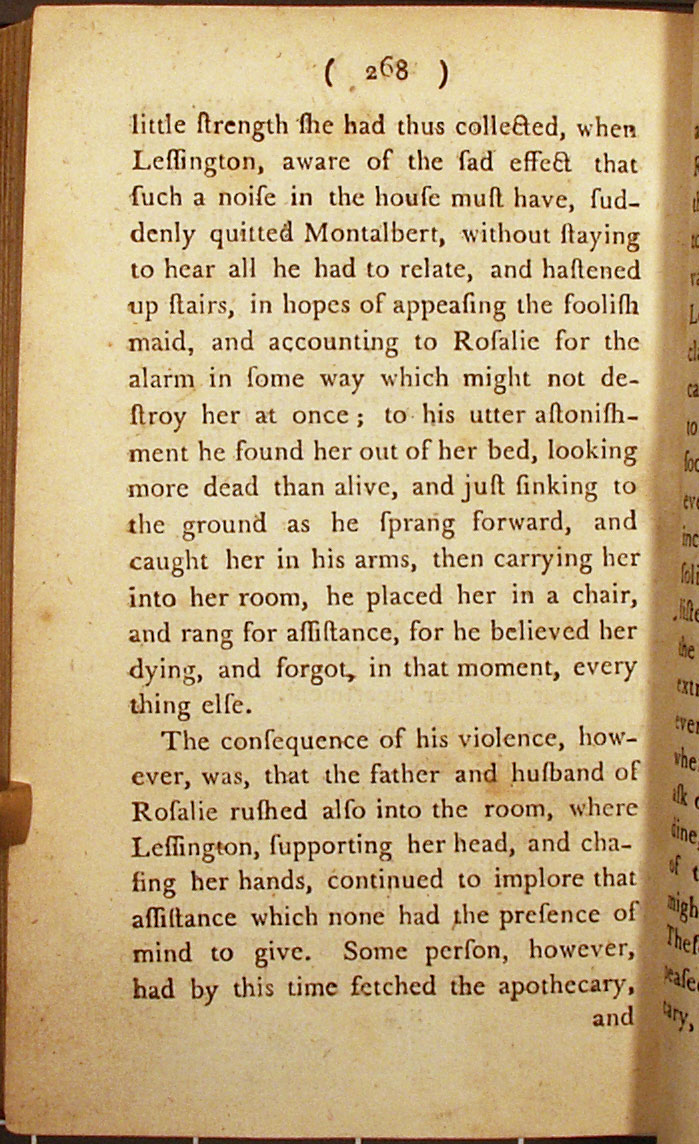 ( 268 )
little ſtrength ſhe had thus collected, when
Leſſington, aware of the ſad effect that
ſuch a noiſe in the houſe muſt have, ſud-
denly quitted Montalbert, without ſtaying
to hear all he had to relate, and haſtened
up ſtairs, in hopes of appeaſing the fooliſh
maid, and accounting to Roſalie for the
alarm in ſome way which might not de-
ſtroy her at once; to his utter aſtoniſh-
ment he found her out of her bed, looking
more dead than alive, and juſt ſinking to
the ground as he ſprang forward, and
caught her in his arms, then carrying her
into her room, he placed her in a chair,
and rang for aſſiſtance, for he believed her
dying, and forgot, in that moment, every
thing elſe.
The conſequence of his violence, how-
ever, was, that the father and huſband of
Roſalie ruſhed alſo into the room, where
Leſſington, ſupporting her head, and cha-
ſing her hands, continued to implore that
aſſiſtance which none had the preſence of
mind to give. Some perſon, however,
had by this time fetched the apothecary,
and